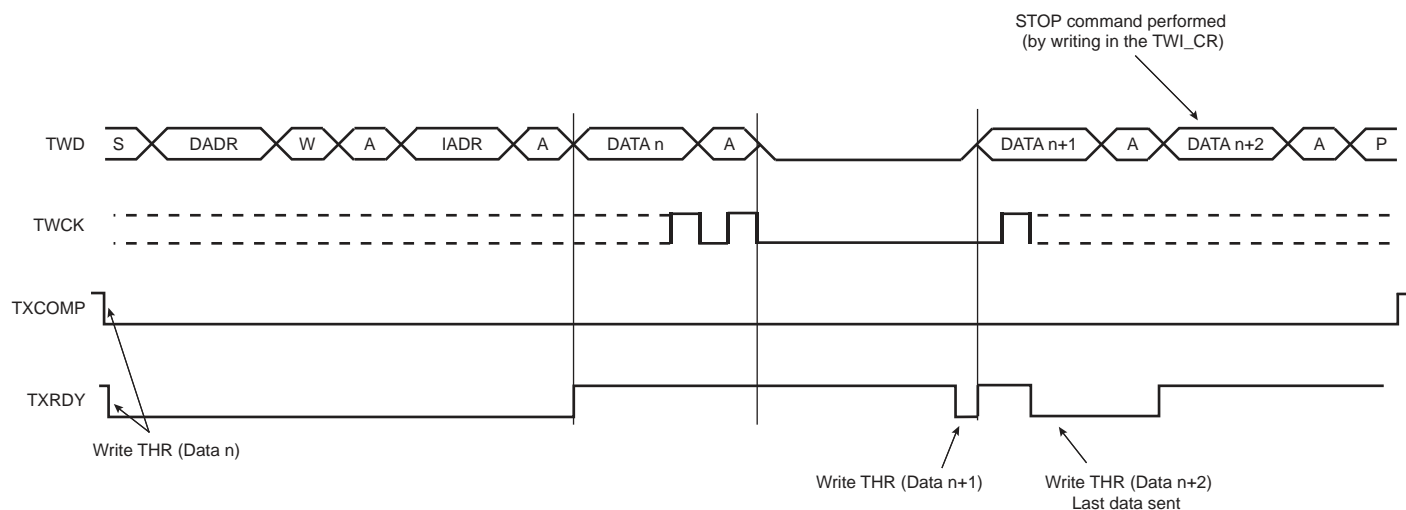 STOP command performed
(by writing in the TWI_CR)
TWD S DADR W A IADR A DATA n A DATA n+1 A DATA n+2 A P
TWCK
TXCOMP
TXRDY
Write THR (Data n)
Write THR (Data n+1)
Write THR (Data n+2)
Last data sent